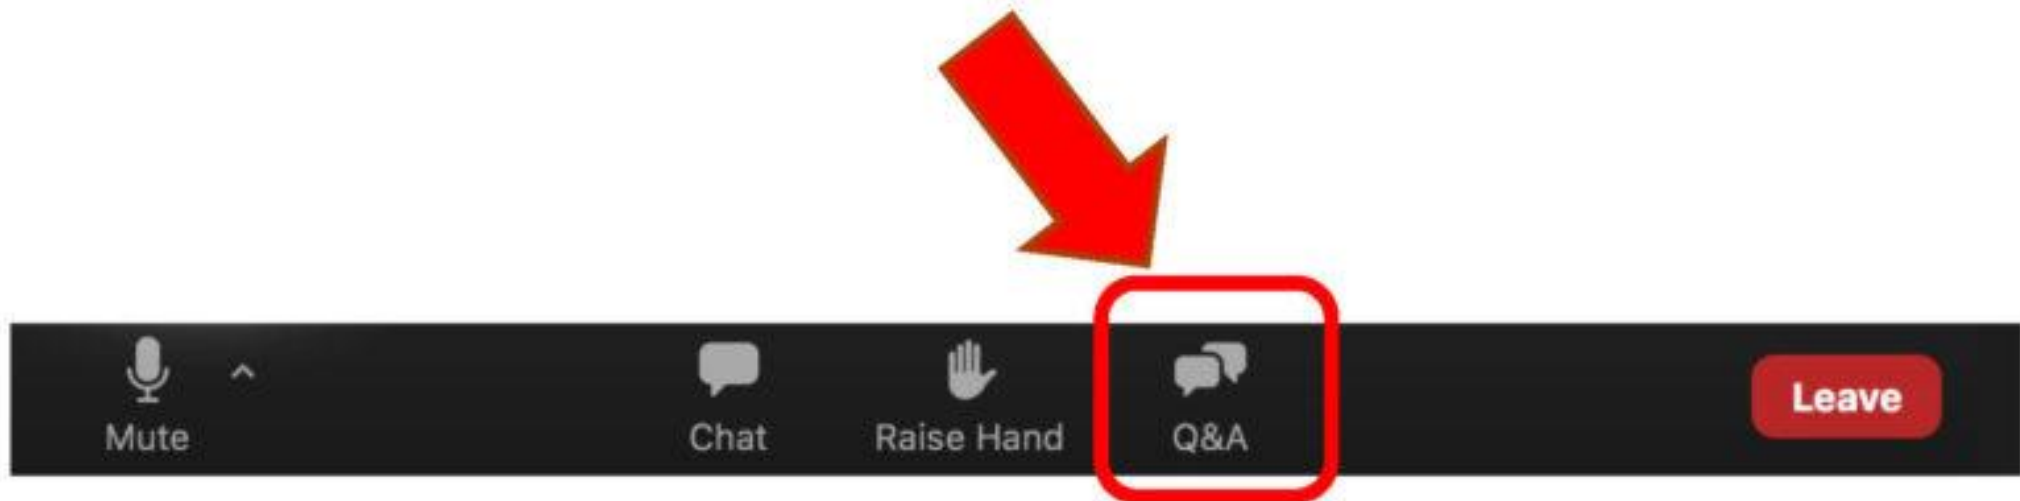 Mute
Chat
Raise Hand
Q&A
Leave